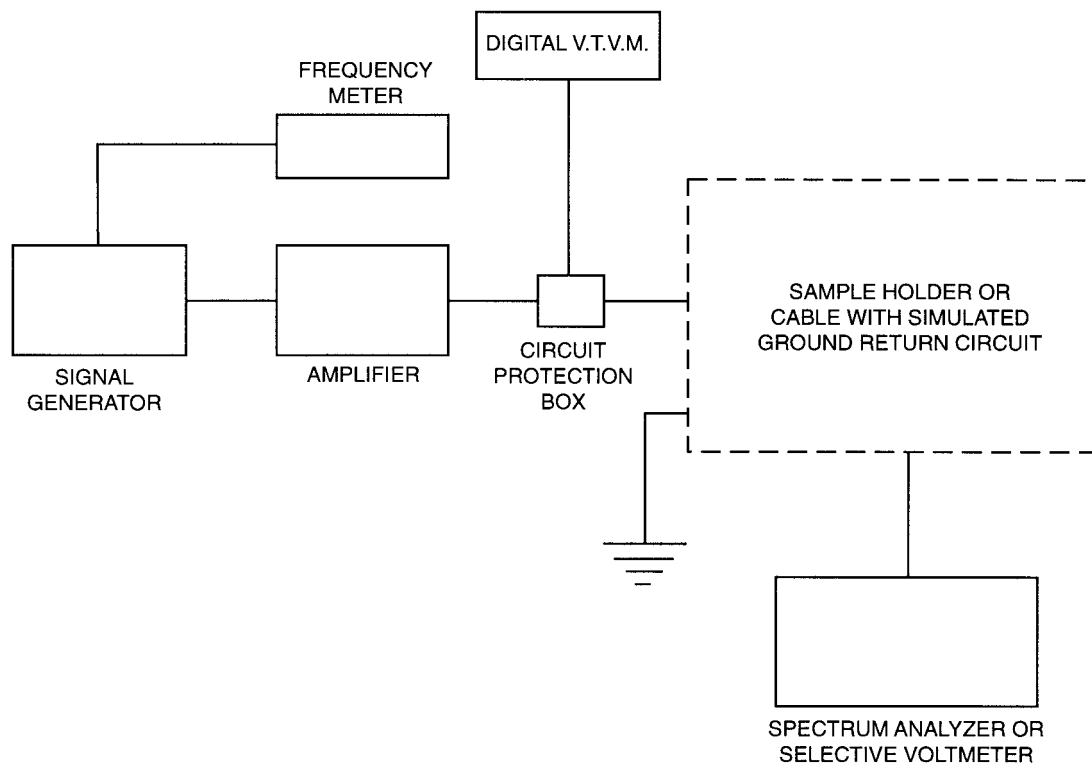 DIGITAL V.T.V.M.
FREQUENCY
METER
SAMPLE HOLDER OR
CABLE WITH SIMULATED
GROUND RETURN CIRCUIT
SIGNAL
GENERATOR
AMPLIFIER
CIRCUIT
PROTECTION
BOX
SPECTRUM ANALYZER OR
SELECTIVE VOLTMETER